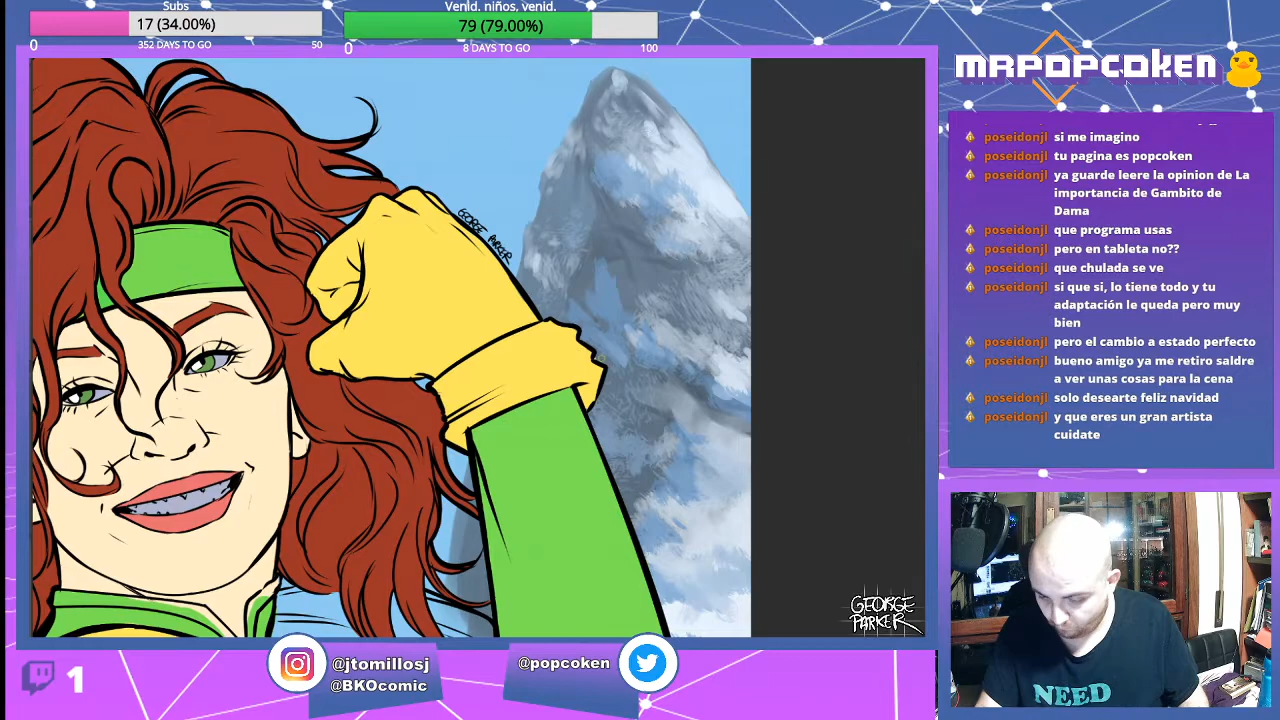 Subs
17 (34.00%)
0
352 DAYS TO GO
50
Venid. niños, venid.
79 (79.00%)
0
8 DAYS TO GO
100
MRPOPCOKEN
poseidonjl si me imagino
poseidonjl tu pagina es popcoken
poseidonjl ya guarde leere la opinion de La
importancia de Gambito de
Dama
poseidonjl que programa usas
poseidonjl pero en tableta no??
poseidonjl que chulada se ve
poseidonjl si que si, lo tiene todo y tu
adaptación le queda pero muy
bien
poseidonjl pero el cambio a estado perfecto
poseidonjl bueno amigo ya me retiro saldre
a ver unas cosas para la cena
poseidonjl solo desearte feliz navidad
poseidonjl y que eres un gran artista
cuidate
GEORGE PARKER
GEORGE
PARKER
1
@jtomillosj
@BKOcomic
@popcoken
NEED